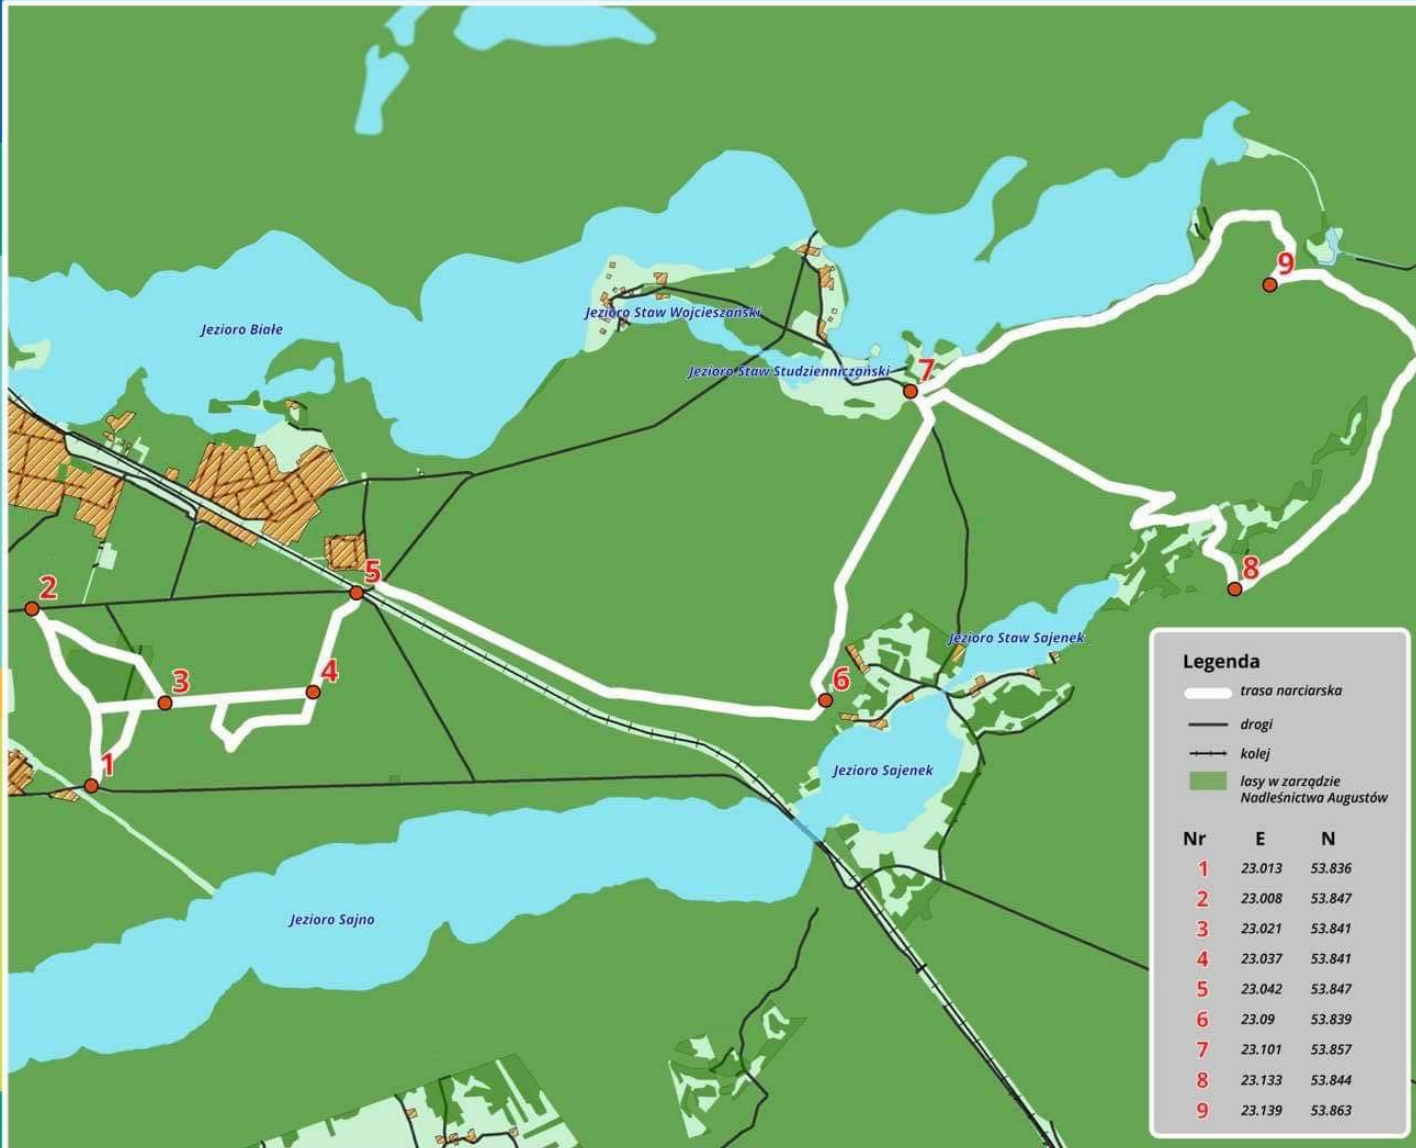 9
Jezioro Staw Wojcieszański
Jezioro Białe
7
Jezioro Staw Studzienniczański
5
8
2
Jezioro Staw Sajenek
4
6
3
1
Jezioro Sajenek
Jezioro Sajno
Legenda
trasa narciarska
drogi
kolej
lasy w zarządzie
Nadleśnictwa Augustów
Nr E N
1 23.013 53.836
2 23.008 53.847
3 23.021 53.841
4 23.037 53.841
5 23.042 53.847
6 23.09 53.839
7 23.101 53.857
8 23.133 53.844
9 23.139 53.863